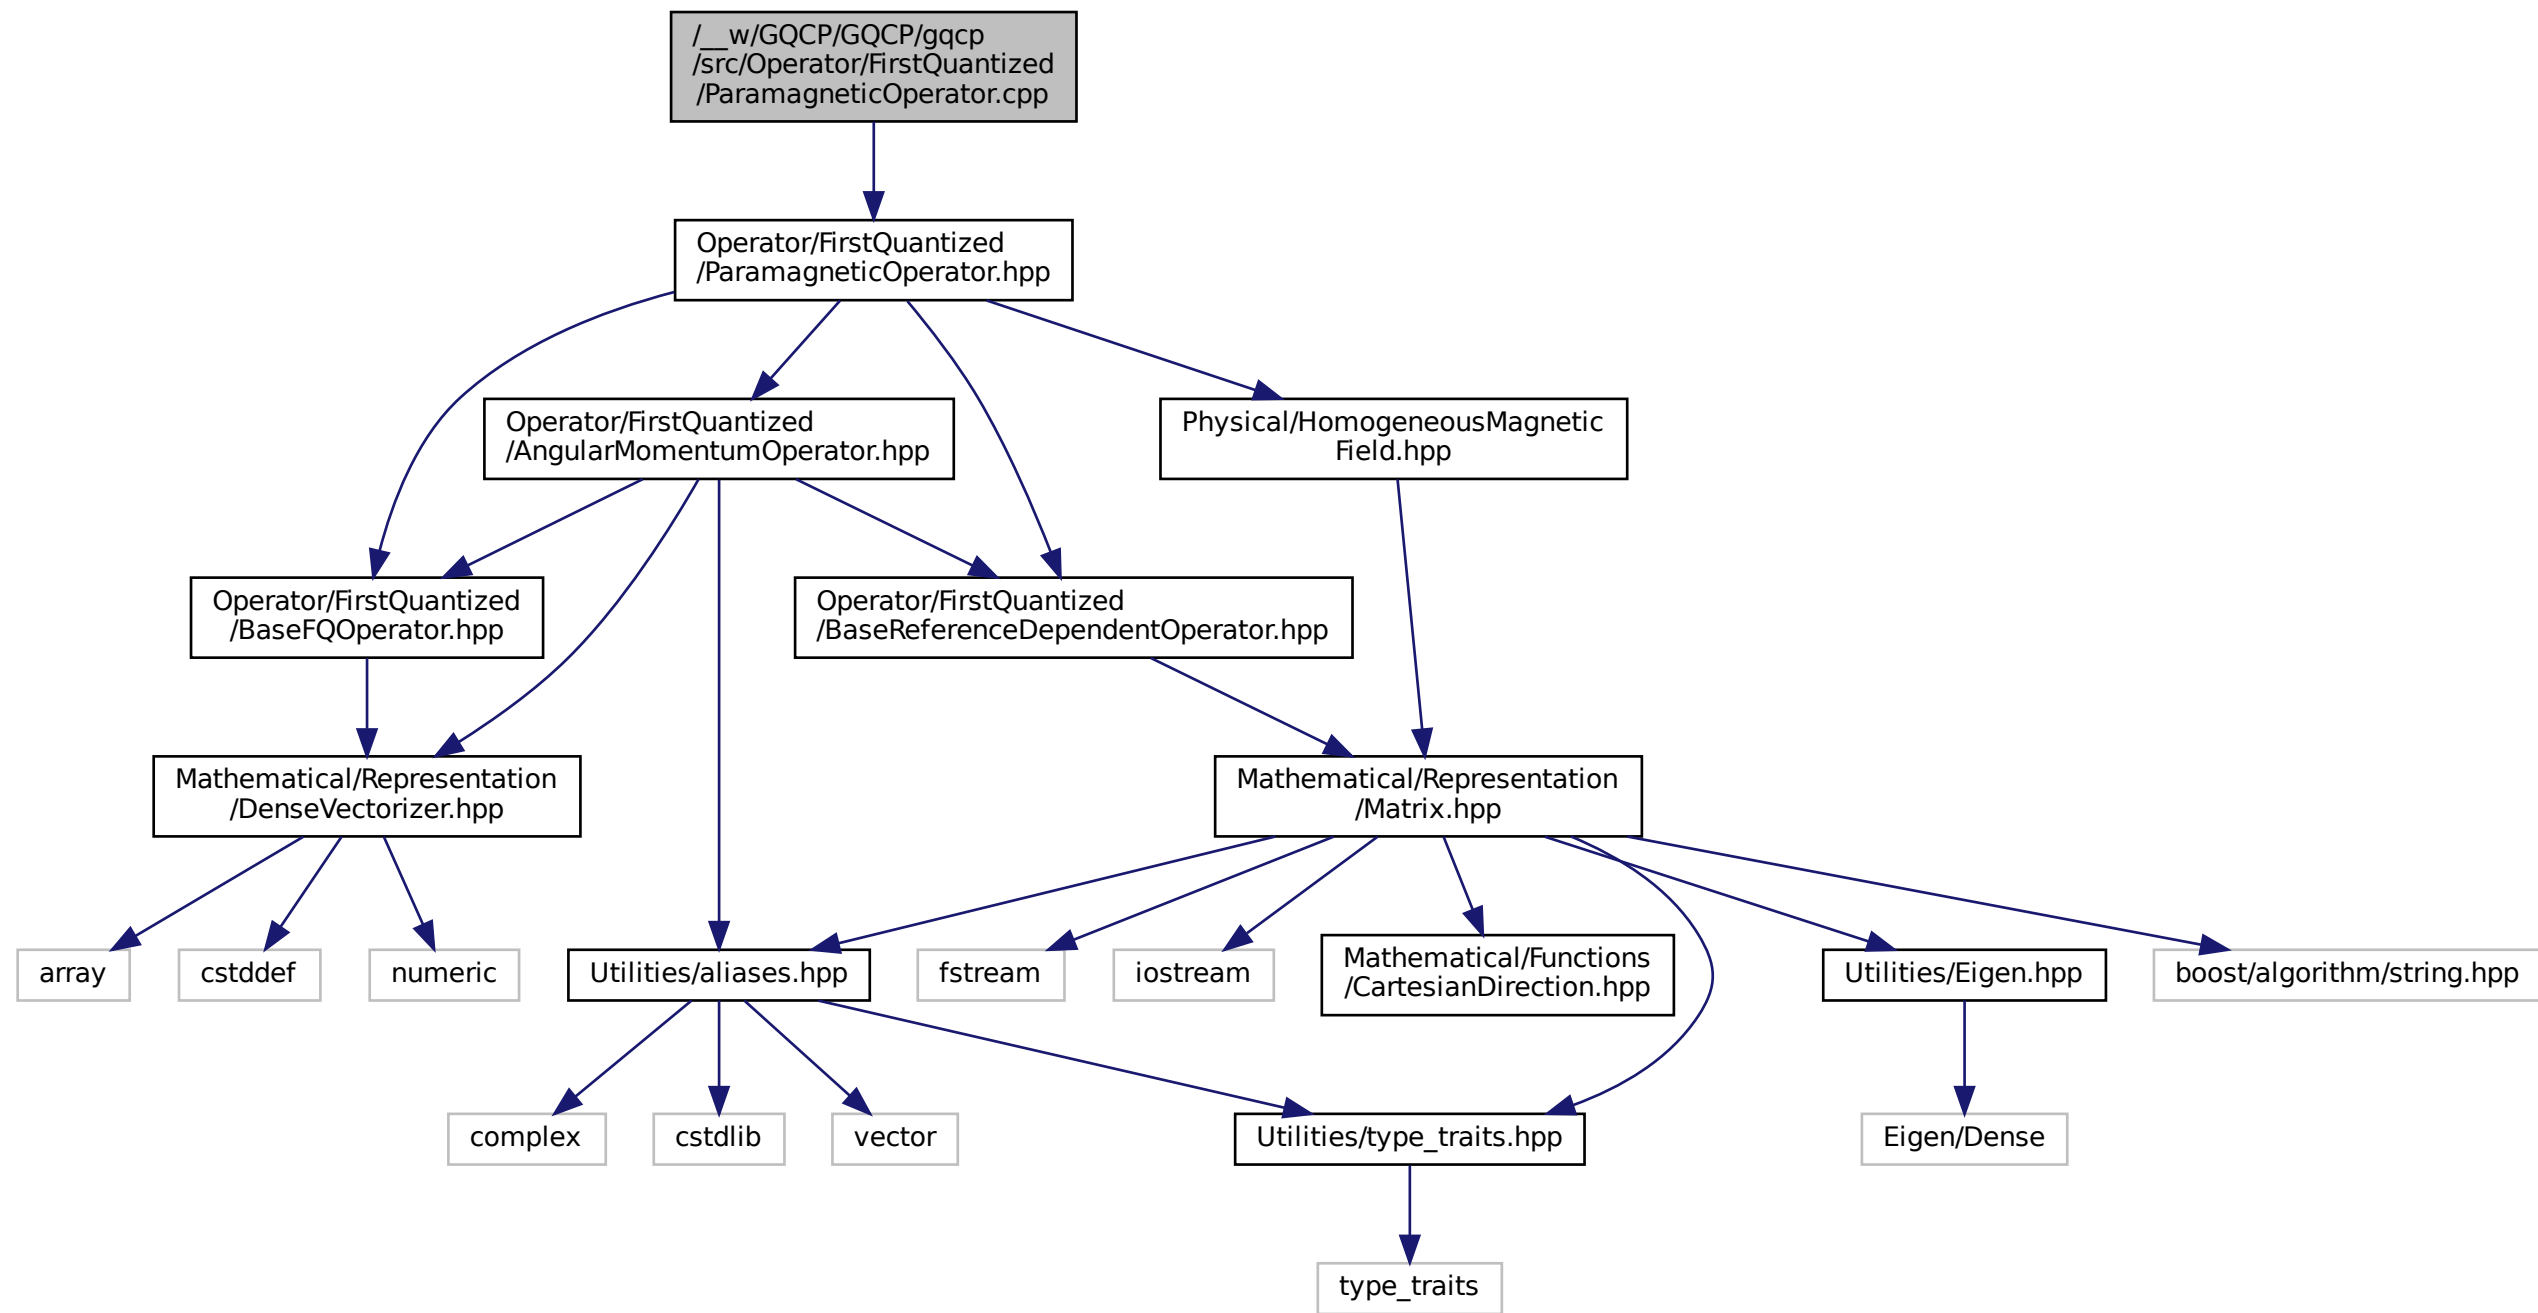 /__w/GQCP/GQCP/gqcp
/src/Operator/FirstQuantized
/ParamagneticOperator.cpp
Operator/FirstQuantized
/ParamagneticOperator.hpp
Operator/FirstQuantized
/AngularMomentumOperator.hpp
Physical/HomogeneousMagnetic
Field.hpp
Operator/FirstQuantized
/BaseFQOperator.hpp
Operator/FirstQuantized
/BaseReferenceDependentOperator.hpp
Mathematical/Representation
/DenseVectorizer.hpp
Mathematical/Representation
/Matrix.hpp
array
cstddef
numeric
Utilities/aliases.hpp
fstream
iostream
Mathematical/Functions
/CartesianDirection.hpp
Utilities/Eigen.hpp
boost/algorithm/string.hpp
complex
cstdlib
vector
Utilities/type_traits.hpp
Eigen/Dense
type_traits